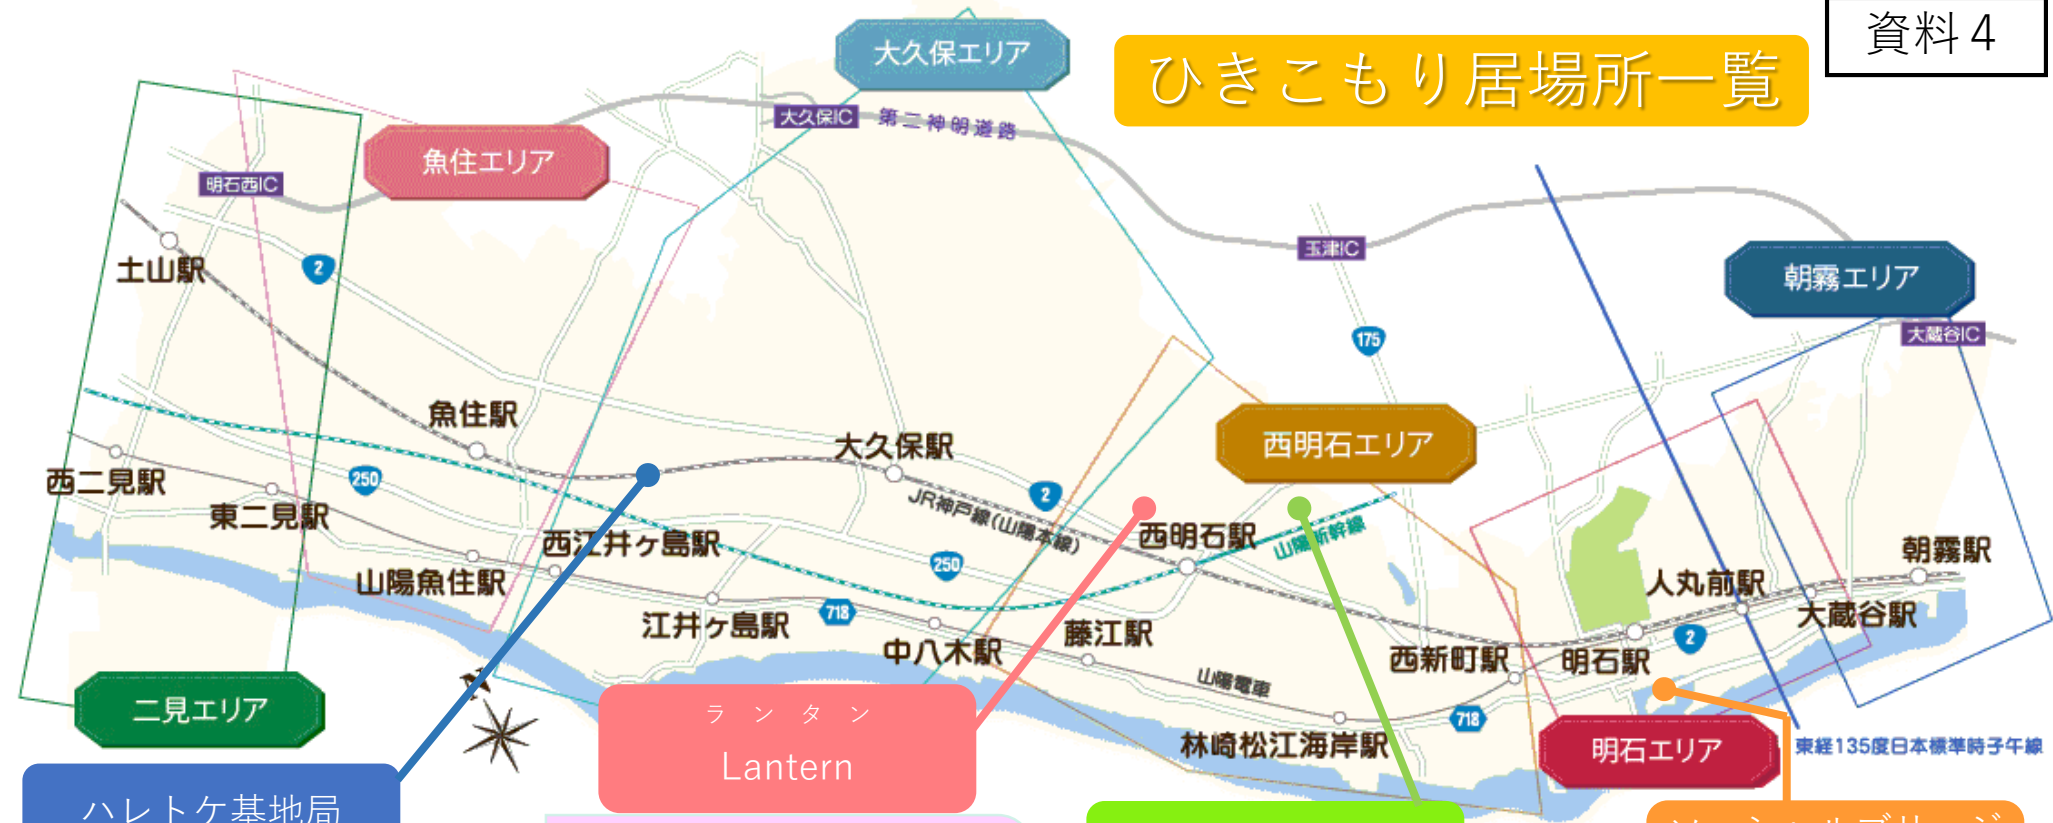 資料4
ひきこもり居場所一覧
大久保エリア
大久保IC
第二神明道路
魚住エリア
明石西IC
土山駅
2
玉津IC
朝霧エリア
大蔵谷IC
175
魚住駅
大久保駅
西明石エリア
西二見駅
250
東二見駅
JR神戸線(山陽本線)
2
西明石駅
山陽新幹線
西江井ヶ島駅
250
朝霧駅
山陽魚住駅
人丸前駅
大蔵谷駅
江井ヶ島駅
718
中八木駅
藤江駅
2
西新町駅
明石駅
山陽電車
二見エリア
ランタン
Lantern
718
林崎松江海岸駅
明石エリア
東経135度日本標準時子午線
ハレトケ基地局